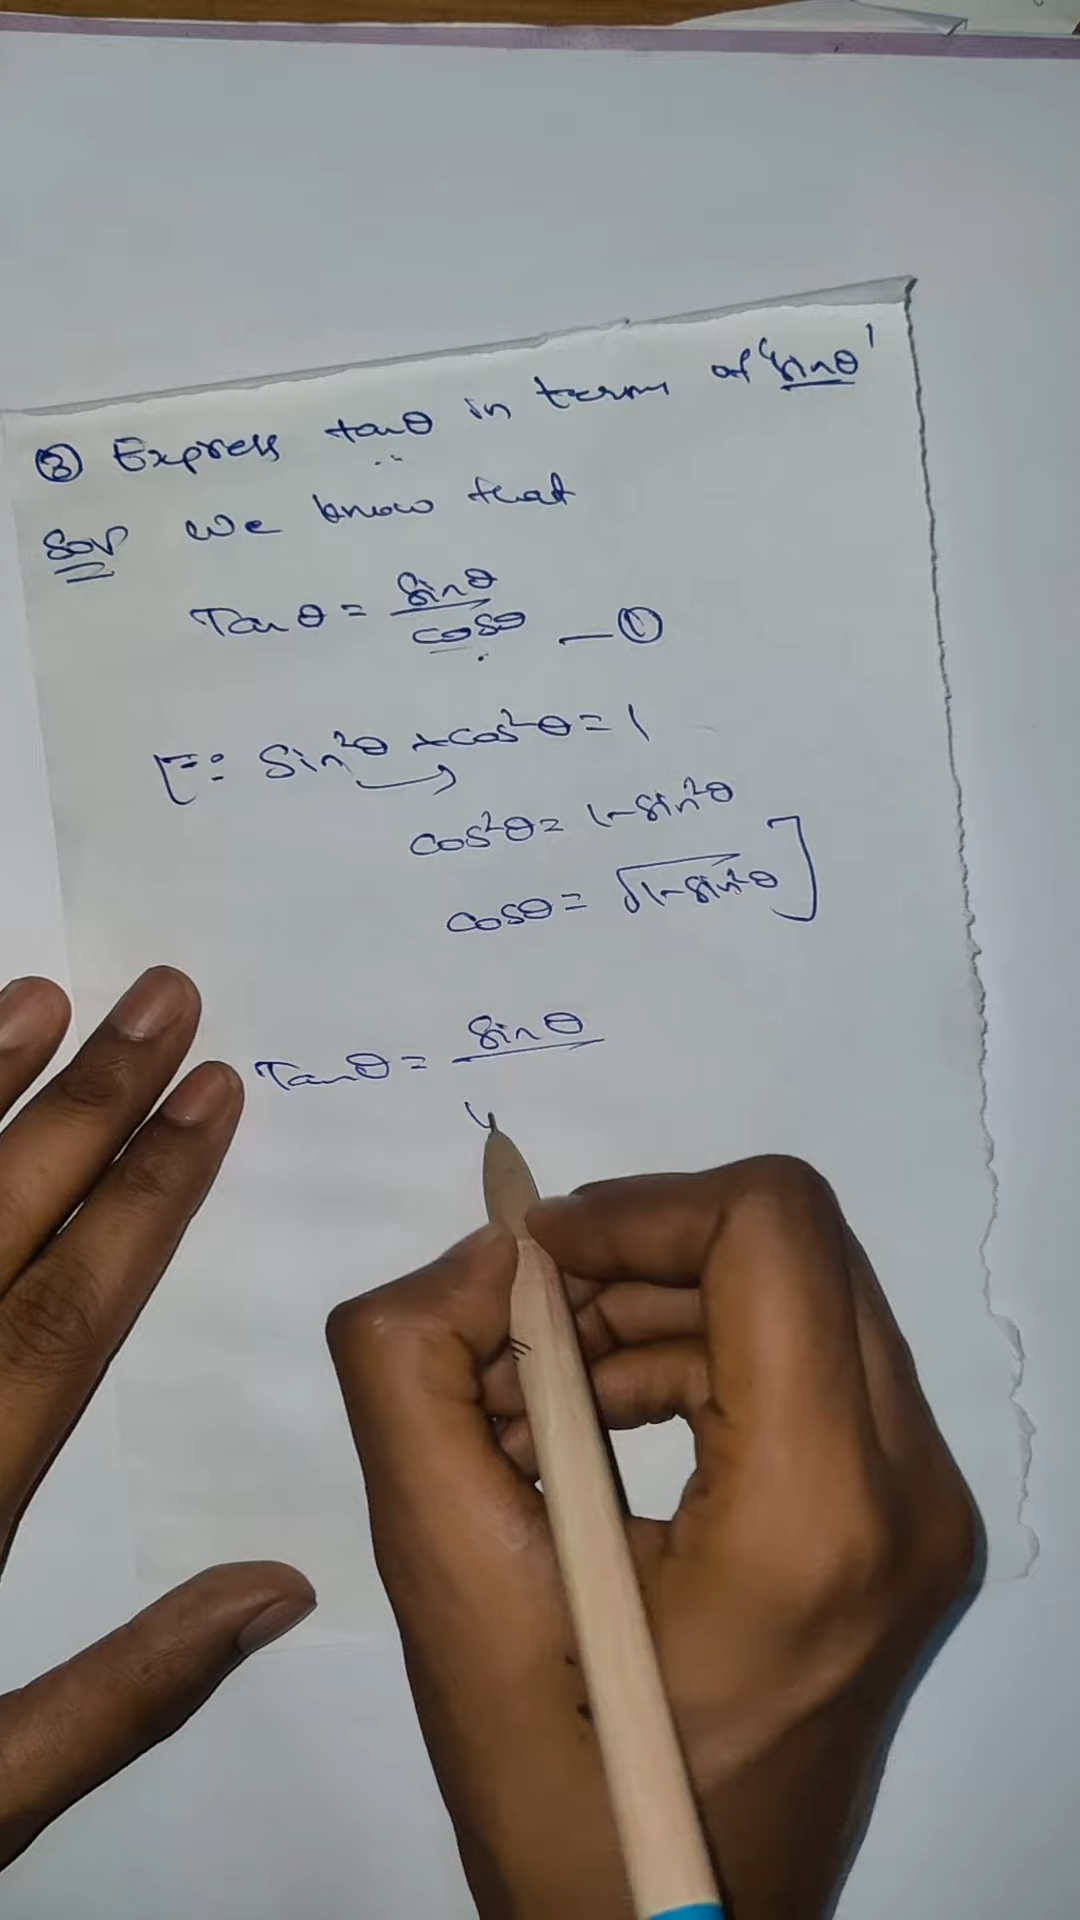 ③ Express tanθ in term of 'sinθ'
Sol we know that
Tanθ = sinθ/cosθ — ①
[∵ Sin²θ + cos²θ = 1
cos²θ = 1 - sin²θ
cosθ = √1 - sin²θ ]
Tanθ = sinθ